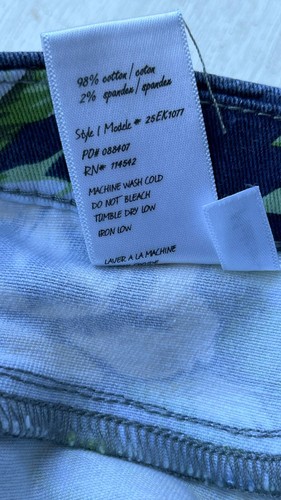 98% cotton / coton
2% spandex / spandex
Style / Modele # 25EK1077
PO# 088407
RN# 114542
MACHINE WASH COLD
DO NOT BLEACH
TUMBLE DRY LOW
IRON LOW
LAVER A LA MACHINE